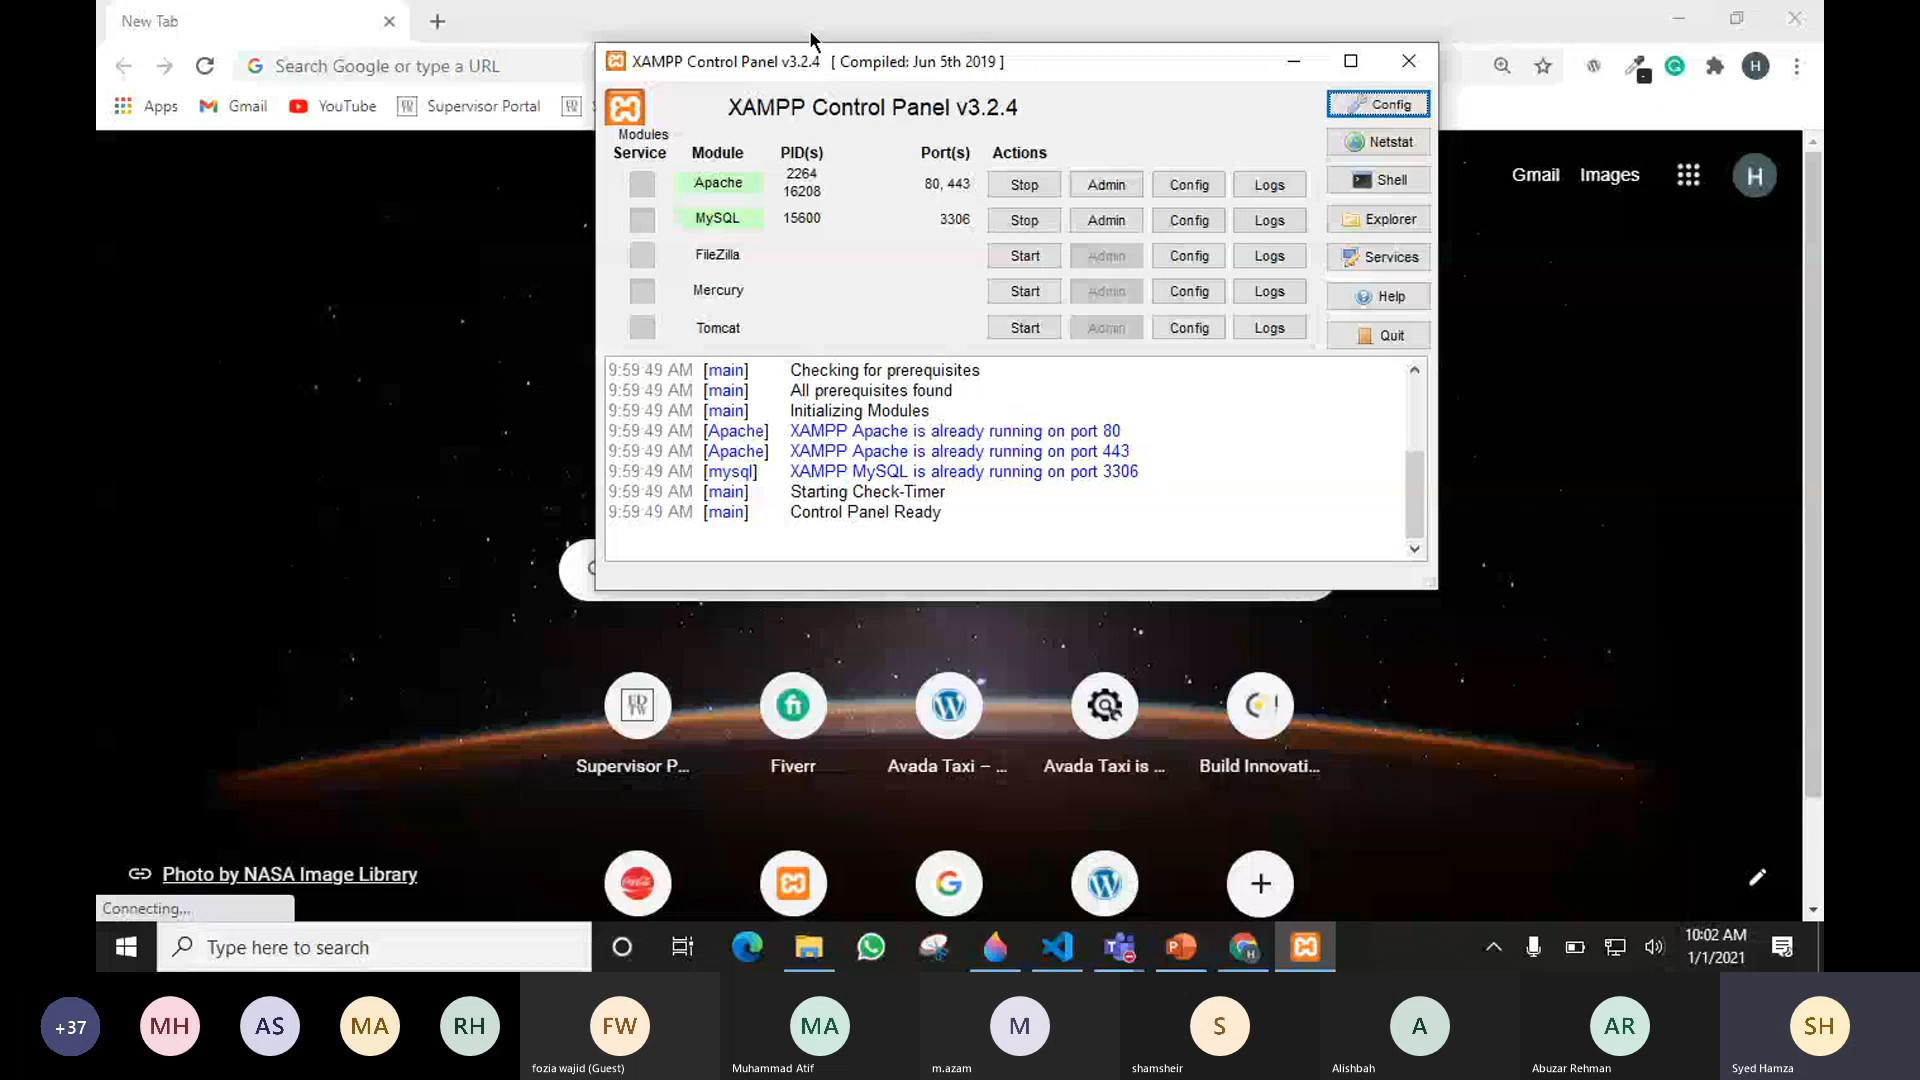 New Tab
Search Google or type a URL
Apps
Gmail
YouTube
Supervisor Portal
XAMPP Control Panel v3.2.4 [ Compiled: Jun 5th 2019 ]
XAMPP Control Panel v3.2.4
Config
Netstat
Shell
Explorer
Services
Help
Quit
Modules
Service Module PID(s) Port(s) Actions
Apache 2264 16208 80, 443 Stop Admin Config Logs
MySQL 15600 3306 Stop Admin Config Logs
FileZilla Start Admin Config Logs
Mercury Start Admin Config Logs
Tomcat Start Admin Config Logs
9:59:49 AM [main] Checking for prerequisites
9:59:49 AM [main] All prerequisites found
9:59:49 AM [main] Initializing Modules
9:59:49 AM [Apache] XAMPP Apache is already running on port 80
9:59:49 AM [Apache] XAMPP Apache is already running on port 443
9:59:49 AM [mysql] XAMPP MySQL is already running on port 3306
9:59:49 AM [main] Starting Check-Timer
9:59:49 AM [main] Control Panel Ready
H
Gmail Images
H
Supervisor P...
Fiverr
Avada Taxi – ...
Avada Taxi is ...
Build Innovati...
Photo by NASA Image Library
Connecting...
Type here to search
10:02 AM
1/1/2021
+37
MH
AS
MA
RH
FW
fozia wajid (Guest)
MA
Muhammad Atif
M
m.azam
S
shamsheir
A
Alishbah
AR
Abuzar Rehman
SH
Syed Hamza